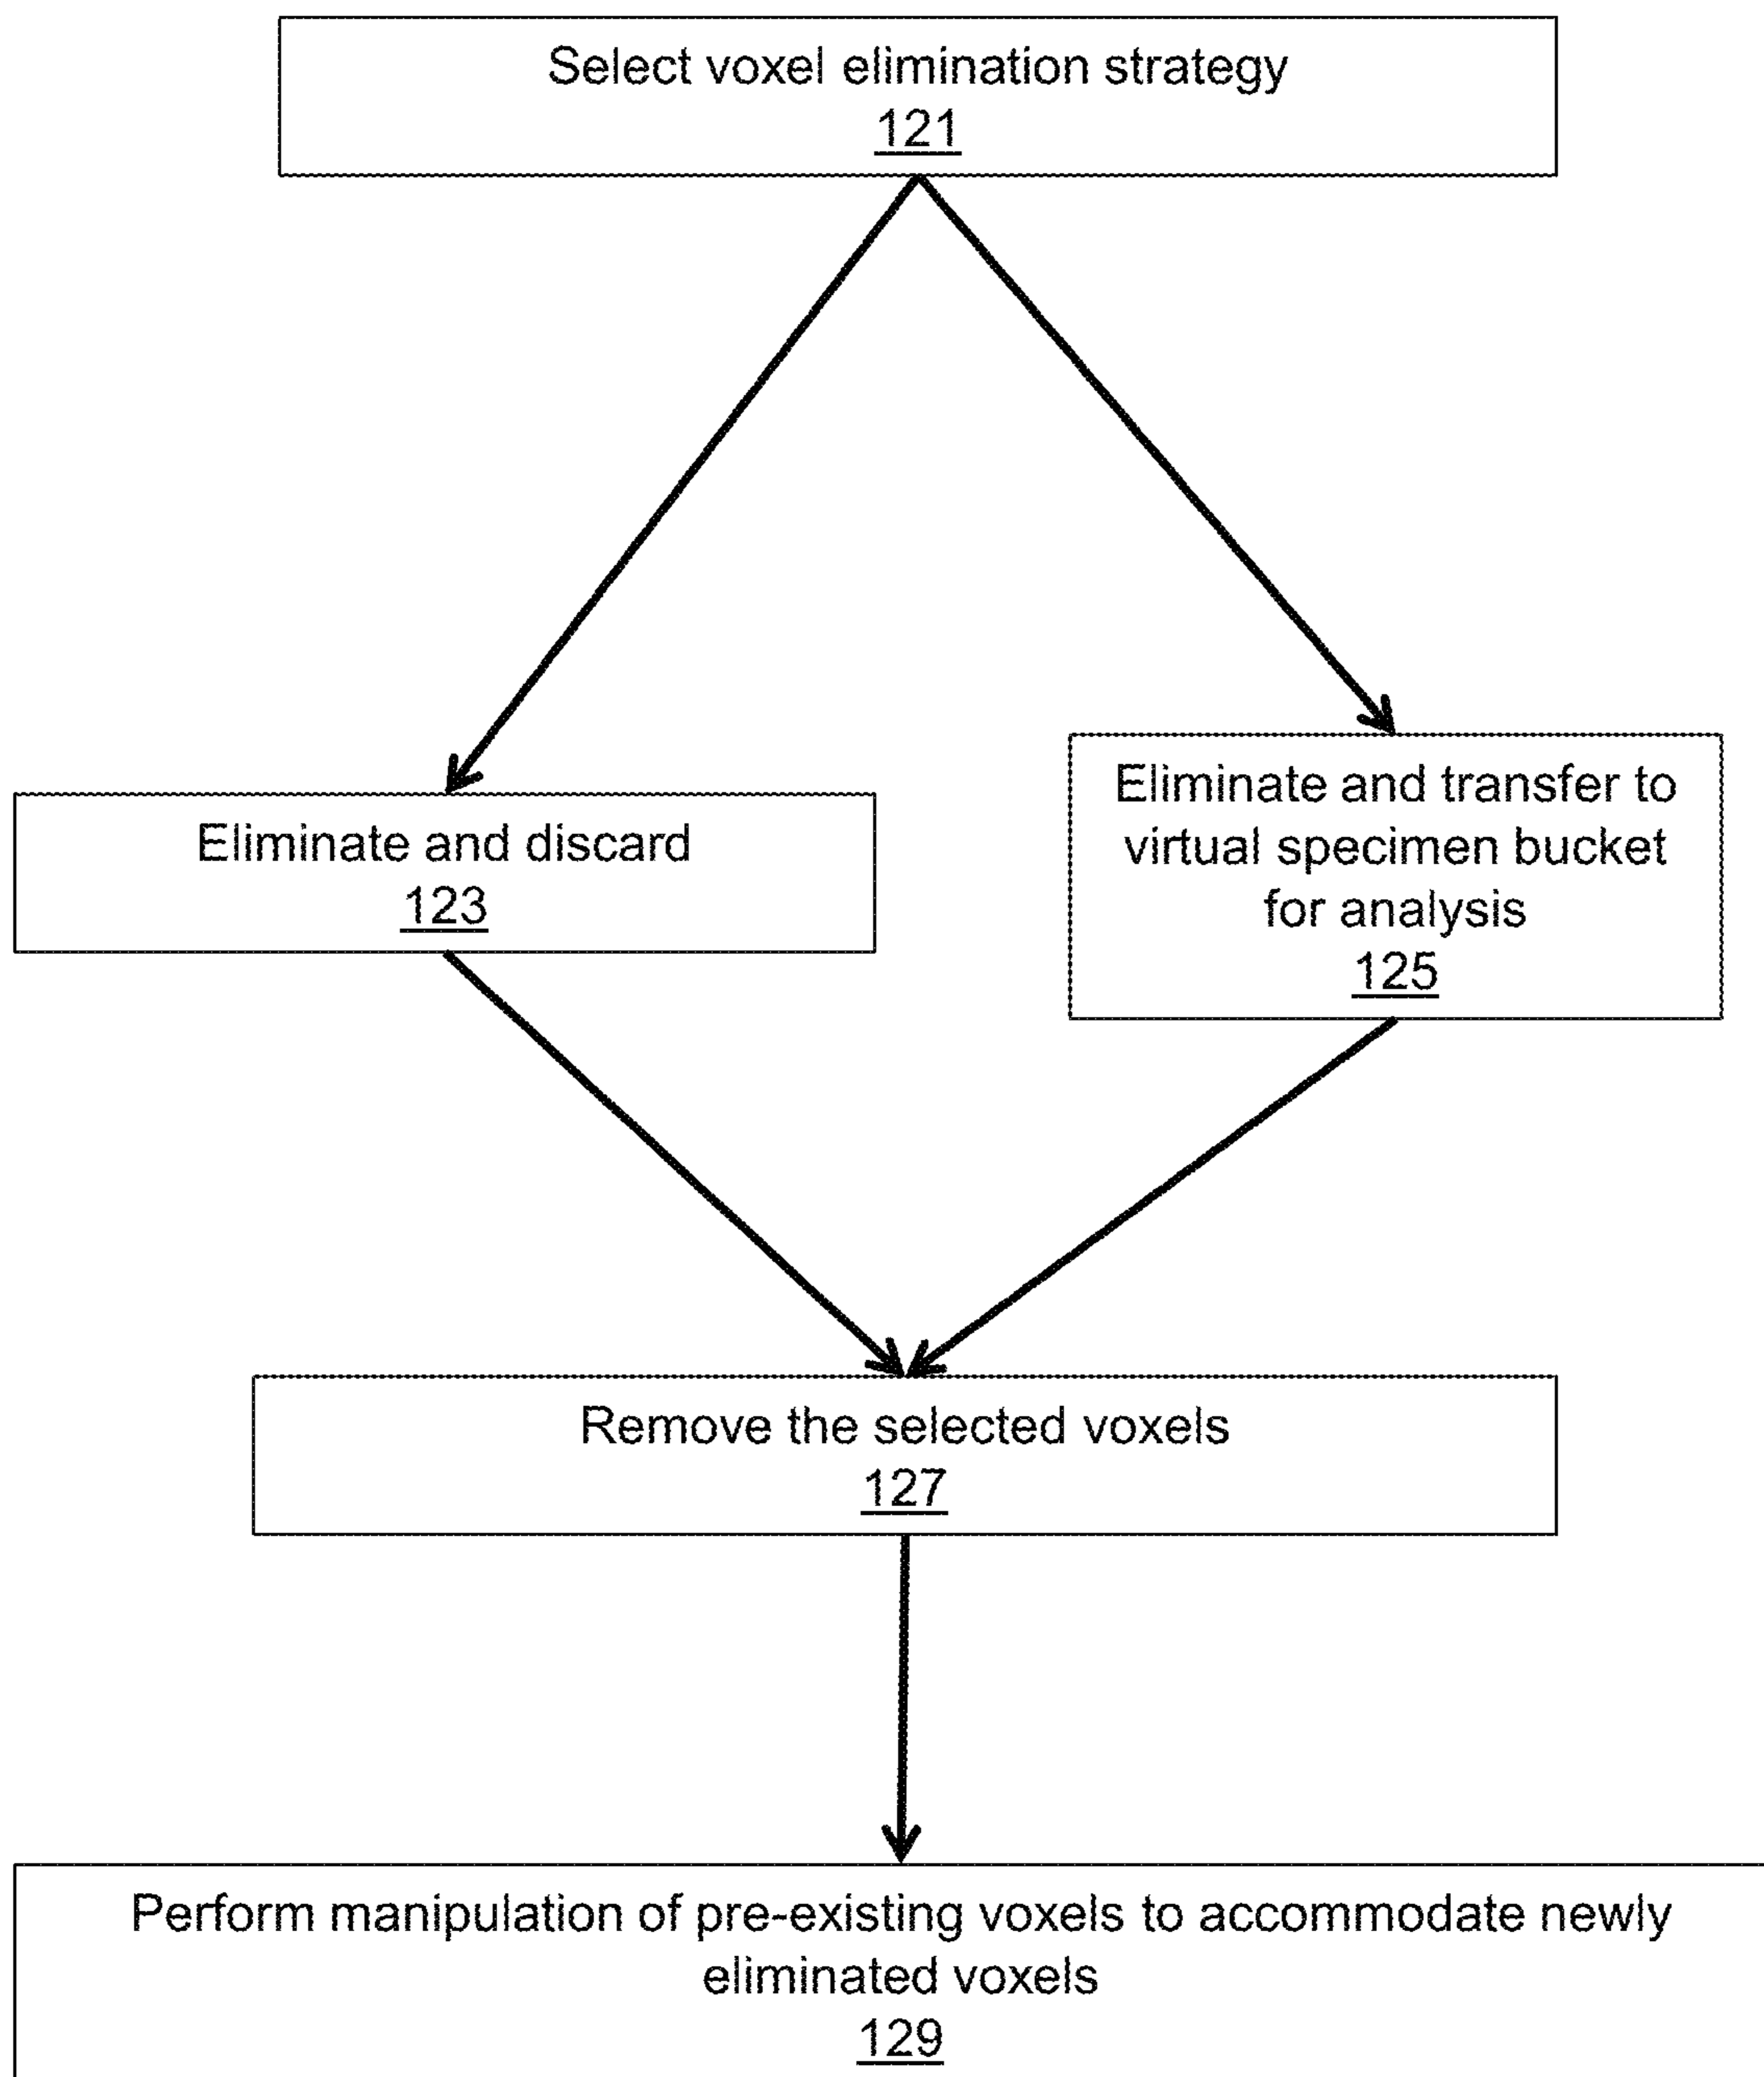 Select voxel elimination strategy
121
Eliminate and discard
123
Eliminate and transfer to
virtual specimen bucket
for analysis
125
Remove the selected voxels
127
Perform manipulation of pre-existing voxels to accommodate newly
eliminated voxels
129